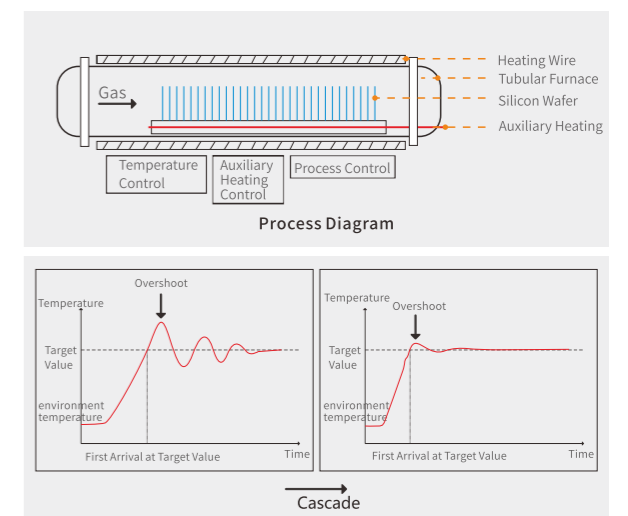 Heating Wire
Tubular Furnace
Gas
Silicon Wafer
Auxiliary Heating
Temperature
Control
Auxiliary
Heating
Control
Process Control
Process Diagram
Overshoot
Temperature
Target
Value
environment
temperature
First Arrival at Target Value
Time
Temperature
Overshoot
Target
Value
environment
temperature
First Arrival at Target Value
Time
Cascade